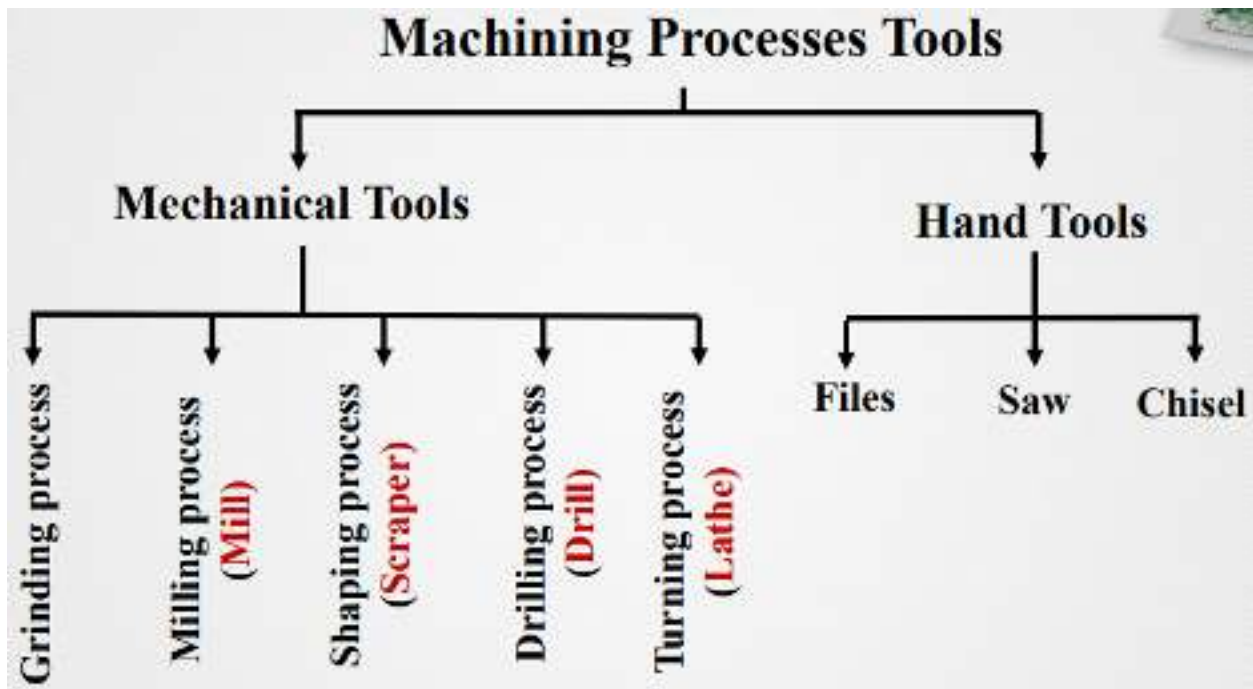 Machining Processes Tools
Mechanical Tools
Hand Tools
Grinding process
Milling process
(Mill)
Shaping process
(Scraper)
Drilling process
(Drill)
Turning process
(Lathe)
Files
Saw
Chisel